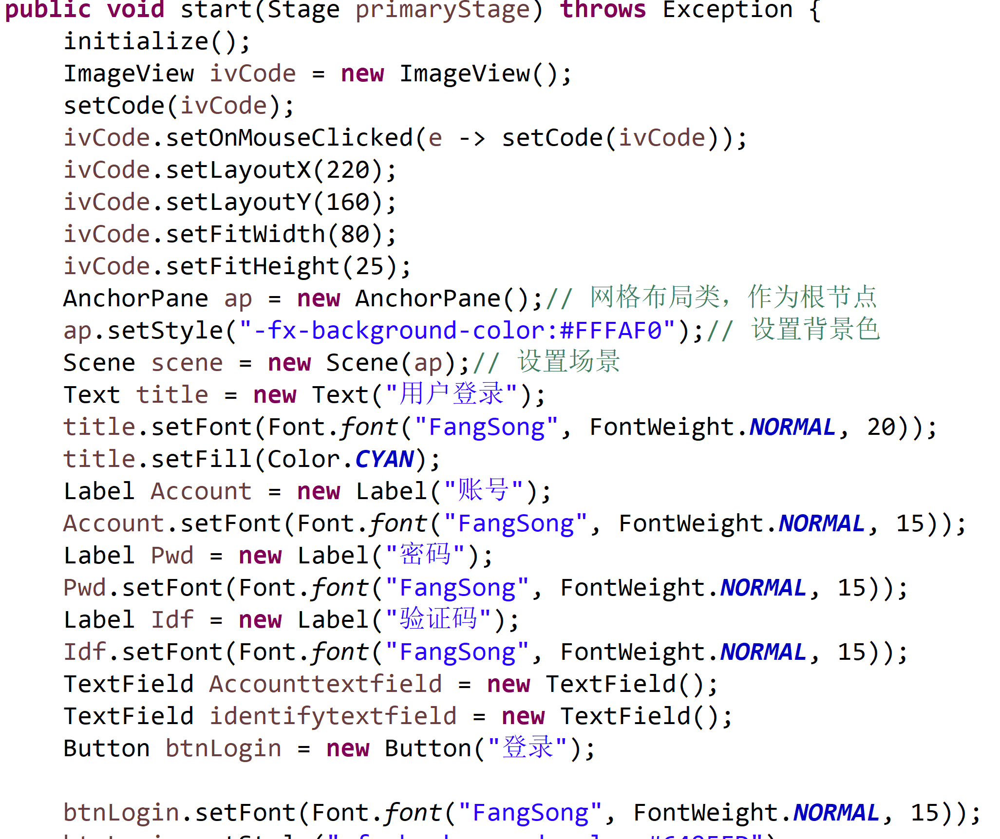 public void start(Stage primaryStage) throws Exception {
initialize();
ImageView ivCode = new ImageView();
setCode(ivCode);
ivCode.setOnMouseClicked(e -> setCode(ivCode));
ivCode.setLayoutX(220);
ivCode.setLayoutY(160);
ivCode.setFitWidth(80);
ivCode.setFitHeight(25);
AnchorPane ap = new AnchorPane();// 网格布局类，作为根节点
ap.setStyle("-fx-background-color:#FFFAF0");// 设置背景色
Scene scene = new Scene(ap);// 设置场景
Text title = new Text("用户登录");
title.setFont(Font.font("FangSong", FontWeight.NORMAL, 20));
title.setFill(Color.CYAN);
Label Account = new Label("账号");
Account.setFont(Font.font("FangSong", FontWeight.NORMAL, 15));
Label Pwd = new Label("密码");
Pwd.setFont(Font.font("FangSong", FontWeight.NORMAL, 15));
Label Idf = new Label("验证码");
Idf.setFont(Font.font("FangSong", FontWeight.NORMAL, 15));
TextField Accounttextfield = new TextField();
TextField identifytextfield = new TextField();
Button btnLogin = new Button("登录");
btnLogin.setFont(Font.font("FangSong", FontWeight.NORMAL, 15));